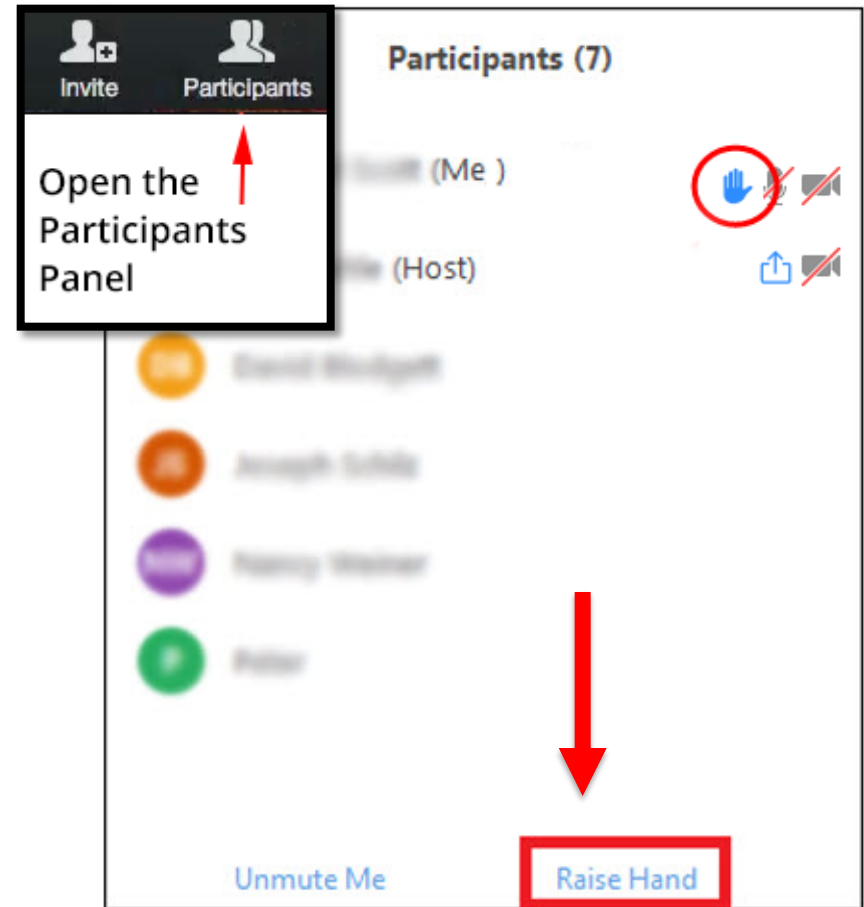 Invite Participants
Open the
Participants
Panel
Participants (7)
(Me )
(Host)
P
Unmute Me Raise Hand